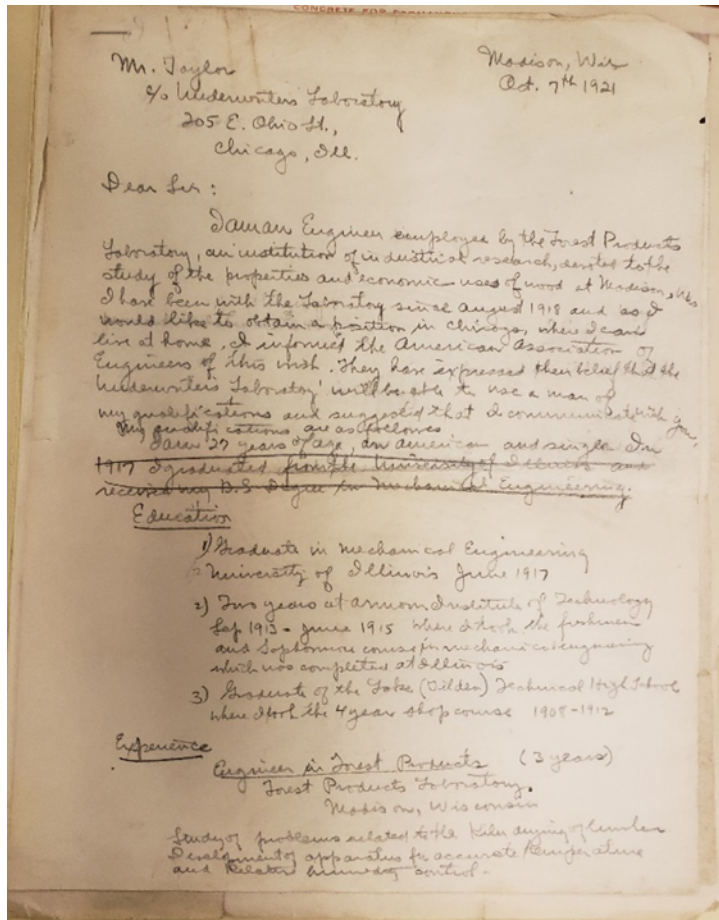 CONCRETE FOR PERMANENCE
Madison, Wis
Oct. 7th 1921
Mr. Taylor
c/o Underwriters Laboratory
205 E. Ohio St.,
Chicago, Ill.
Dear Sir:
I am an Engineer employed by the Forest Products
Laboratory, an institution of industrial research, devoted to the
study of the properties and economic uses of wood at Madison, Wis
I have been with the Laboratory since August 1918 and as I
would like to obtain a position in Chicago, where I can
live at home, I informed the American Association of
Engineers of this wish. They have expressed their belief that the
Underwriters Laboratory' will be able to use a man of
my qualifications and suggested that I communicate with you.
My qualifications are as follows
I am 27 years of age, an American and single In
1917 I graduated from the University of Illinois and
received my B.S Degree in Mechanical Engineering.
Education
1) Graduate in Mechanical Engineering
University of Illinois June 1917
2) Two years at Armour Institute of Technology
Sep 1913 - June 1915 where I took the freshmen
and Sophomore course in mechanical engineering
which was completed at Illinois
3) Graduate of the Lake (Tilden) Technical High School
where I took the 4 year shop course 1908-1912
Experience
Engineer in Forest Products (3 years)
Forest Products Laboratory.
Madison, Wisconsin
Study of problems related to the kiln drying of lumber
Development of apparatus for accurate temperature
and Relative humidity control.